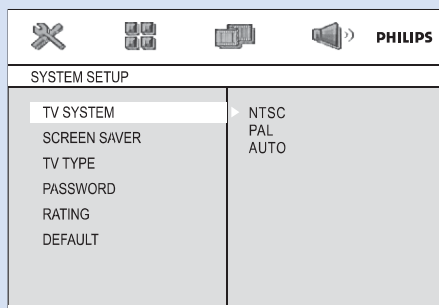 PHILIPS
SYSTEM SETUP
TV SYSTEM
SCREEN SAVER
TV TYPE
PASSWORD
RATING
DEFAULT
NTSC
PAL
AUTO